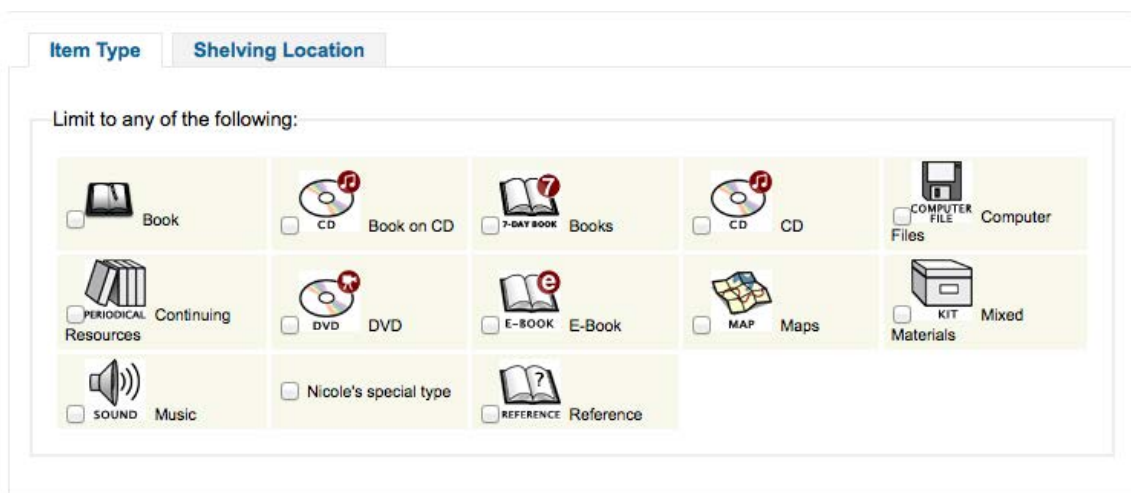 Item Type Shelving Location
Limit to any of the following:
Book
CD Book on CD
7
7-DAY BOOK Books
CD CD
COMPUTER FILE Computer Files
PERIODICAL Continuing Resources
DVD DVD
e
E-BOOK E-Book
MAP Maps
KIT Mixed Materials
SOUND Music
Nicole's special type
?
REFERENCE Reference